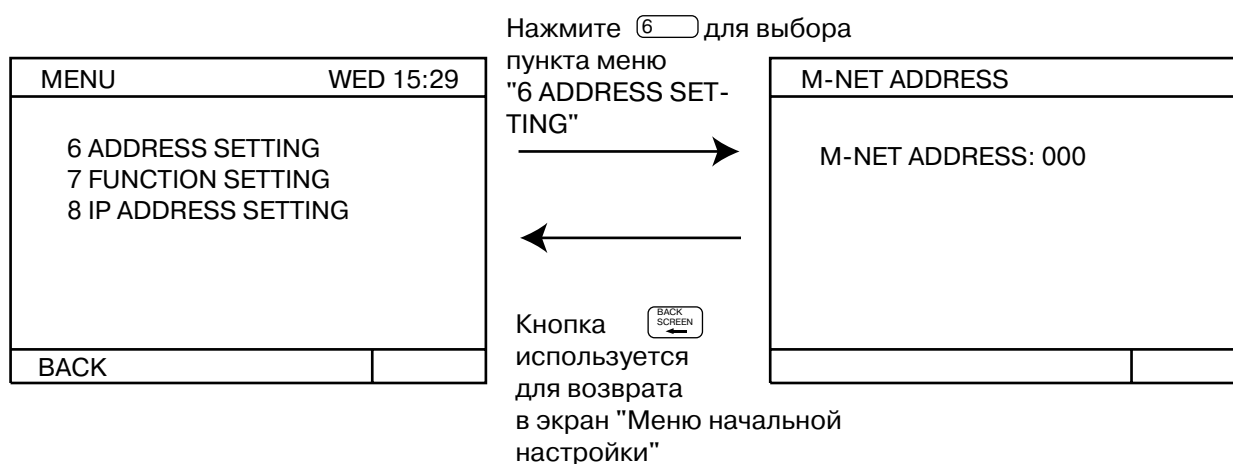 MENU WED 15:29
6 ADDRESS SETTING
7 FUNCTION SETTING
8 IP ADDRESS SETTING
BACK
Нажмите 6 для выбора
пункта меню
"6 ADDRESS SET-
TING"
Кнопка BACK SCREEN
используется
для возврата
в экран "Меню начальной
настройки"
M-NET ADDRESS
M-NET ADDRESS: 000